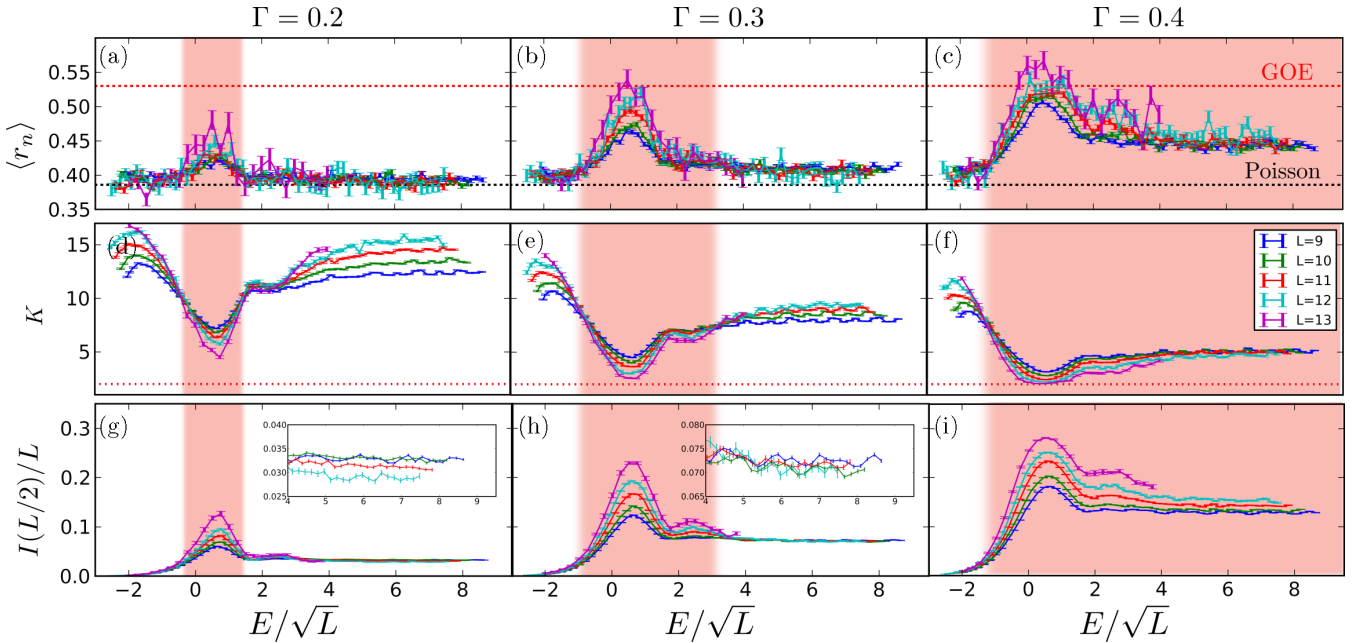 Γ = 0.2
Γ = 0.3
Γ = 0.4
(a)
(b)
(c)
GOE
Poisson
⟨r_n⟩
0.55
0.50
0.45
0.40
0.35
(d)
(e)
(f)
K
15
10
5
L=9
L=10
L=11
L=12
L=13
(g)
(h)
(i)
I(L/2)/L
0.3
0.2
0.1
0.0
0.040
0.035
0.030
0.025
4 5 6 7 8 9
0.080
0.075
0.070
0.065
4 5 6 7 8 9
−2 0 2 4 6 8
−2 0 2 4 6 8
−2 0 2 4 6 8
E/√L
E/√L
E/√L